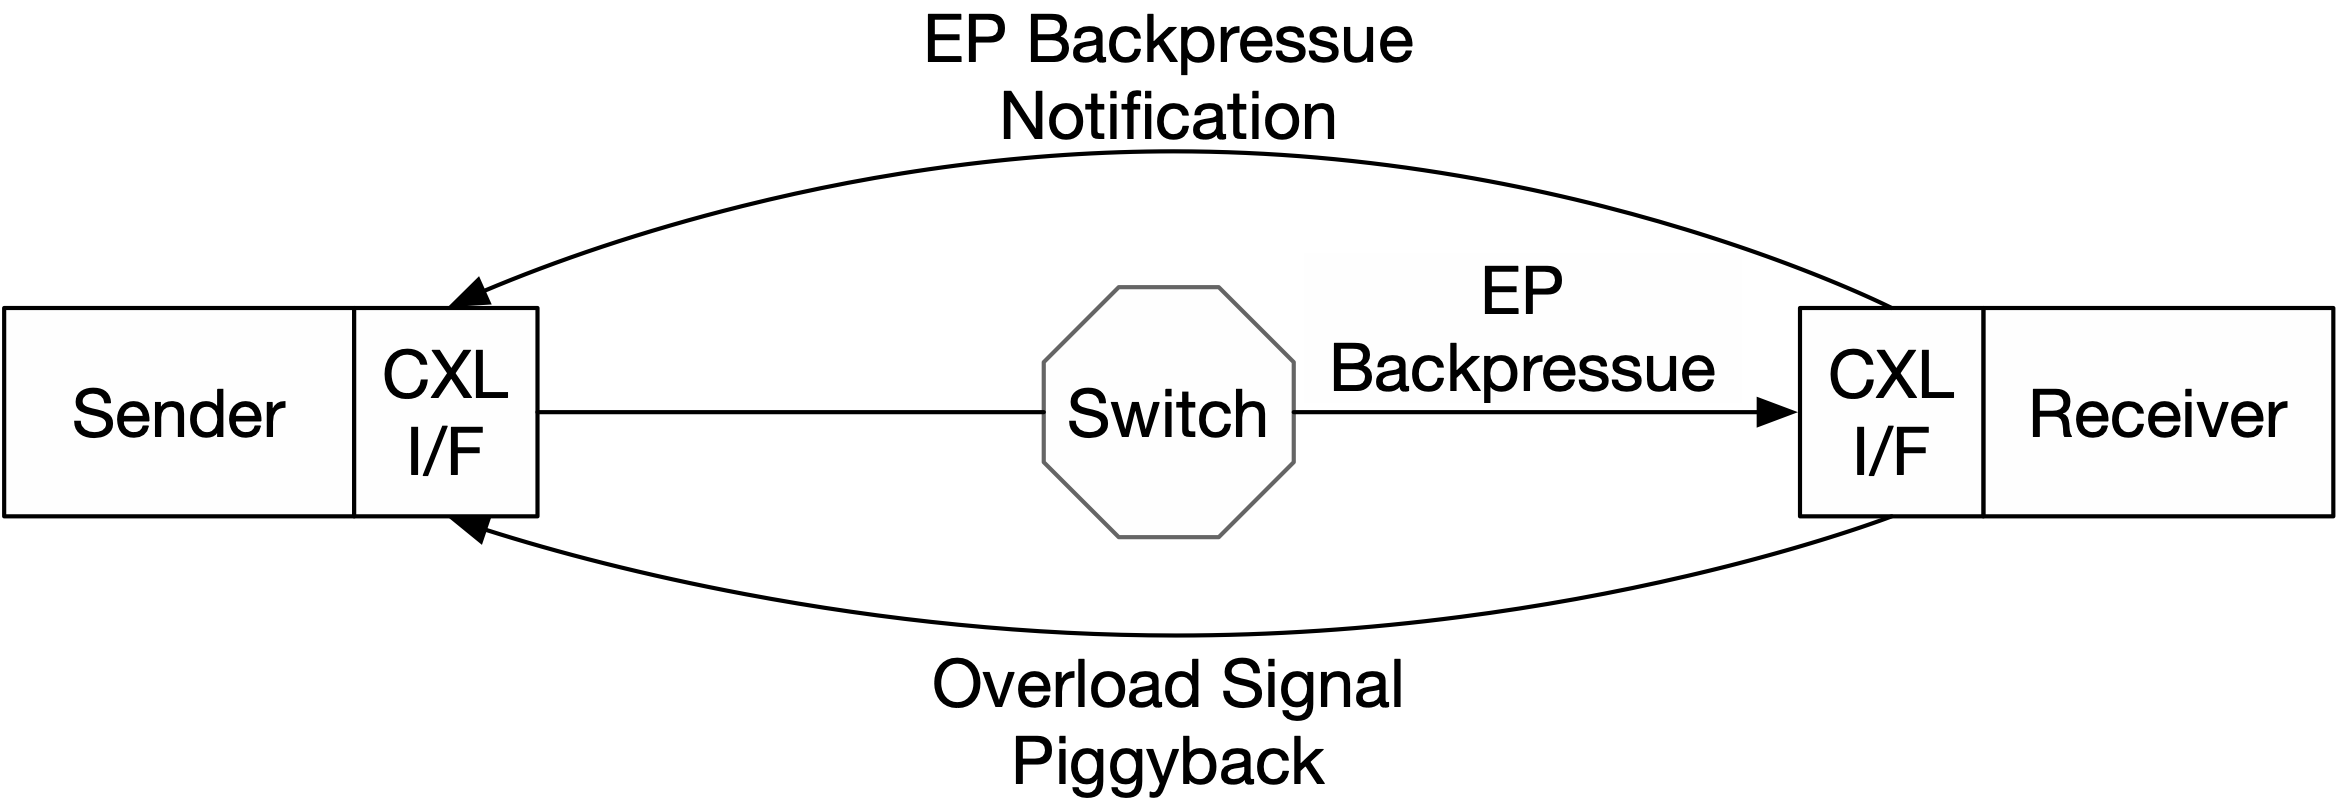 EP Backpressue
Notification
EP
Backpressue
Sender
CXL
I/F
Switch
CXL
I/F
Receiver
Overload Signal
Piggyback